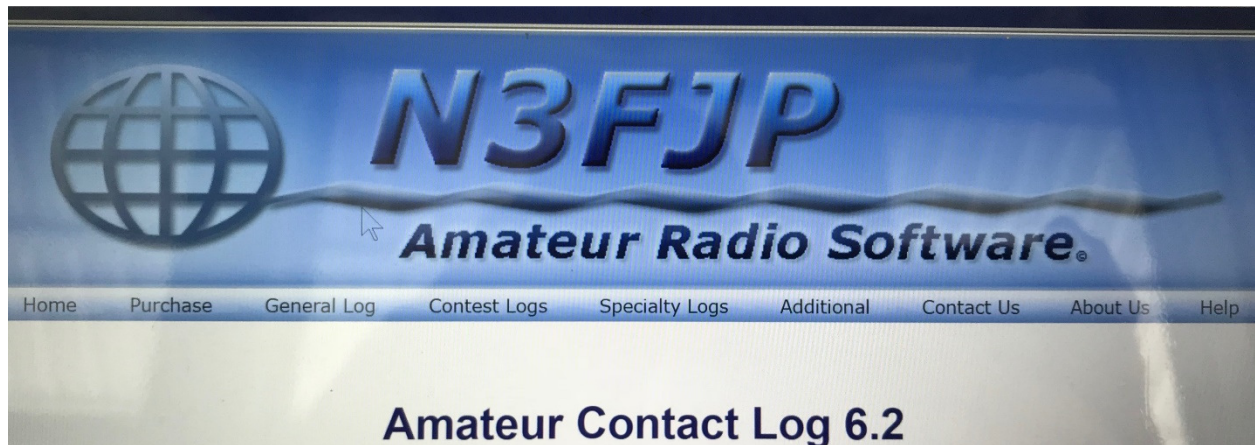 N3FJP
Amateur Radio Software©
Home Purchase General Log Contest Logs Specialty Logs Additional Contact Us About Us Help
Amateur Contact Log 6.2